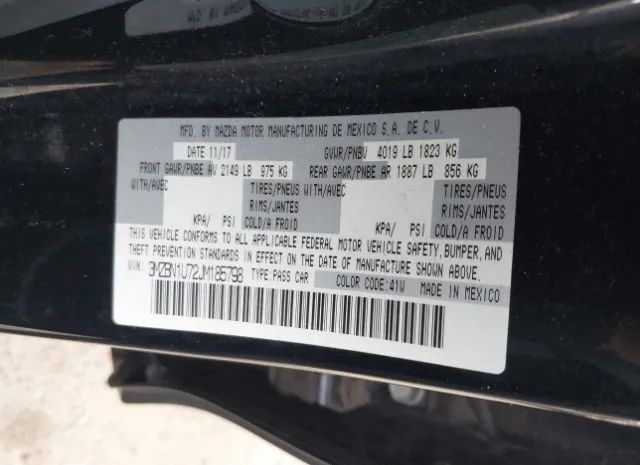 MFD. BY MAZDA MOTOR MANUFACTURING DE MEXICO S.A. DE C.V.
DATE 11/17 GVWR/PNBV 4019 LB 1823 KG
FRONT GAWR/PNBE AV 2149 LB 975 KG REAR GAWR/PNBE AR 1887 LB 856 KG
WITH/AVEC TIRES/PNEUS WITH/AVEC TIRES/PNEUS
RIMS/JANTES RIMS/JANTES
KPA/ PSI COLD/A FROID KPA/ PSI COLD/A FROID
THIS VEHICLE CONFORMS TO ALL APPLICABLE FEDERAL MOTOR VEHICLE SAFETY, BUMPER, AND
THEFT PREVENTION STANDARDS IN EFFECT ON THE DATE OF MANUFACTURE SHOWN ABOVE.
VIN: 3MZBN1U72JM185798 TYPE PASS CAR COLOR CODE:41W MADE IN MEXICO